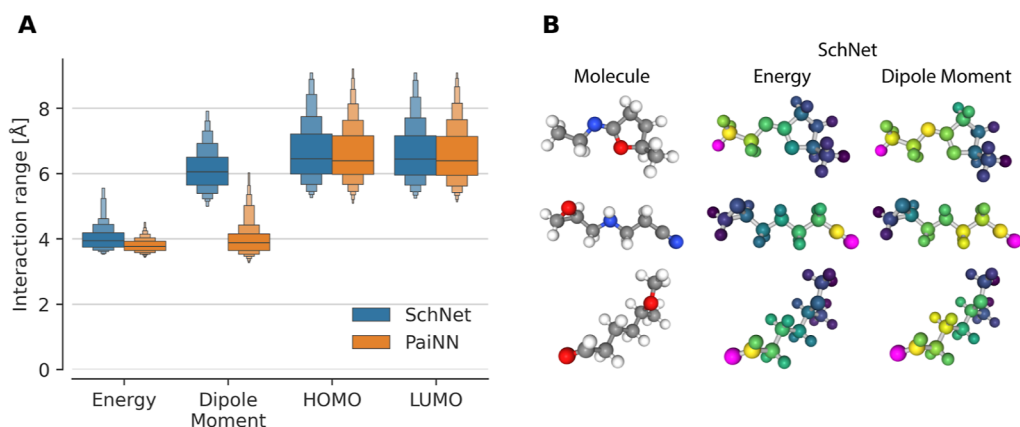 A
Interaction range [Å]
8
6
4
2
0
SchNet
PaiNN
Energy
Dipole
Moment
HOMO
LUMO
B
SchNet
Molecule
Energy
Dipole Moment